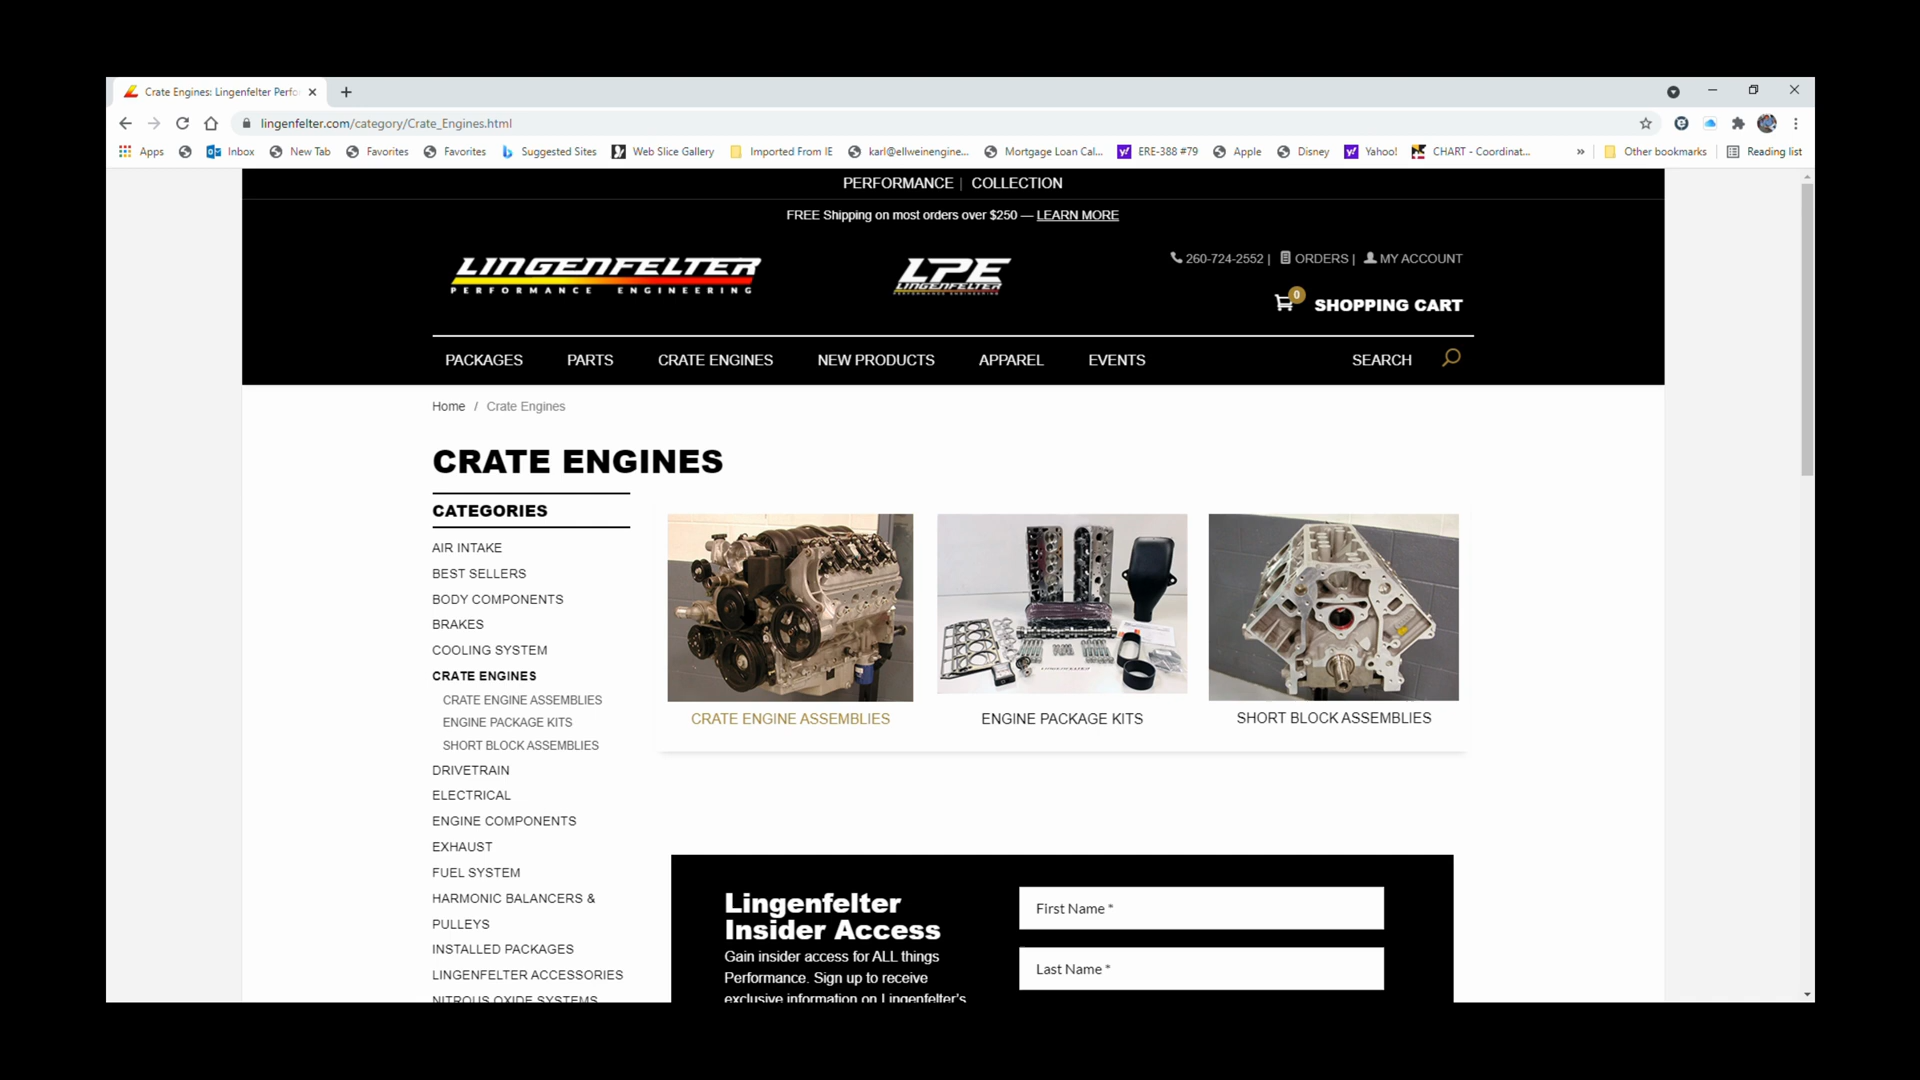 Crate Engines: Lingenfelter Perfo
lingenfelter.com/category/Crate_Engines.html
Apps
Inbox
New Tab
Favorites
Favorites
Suggested Sites
Web Slice Gallery
Imported From IE
karl@ellweinengine...
Mortgage Loan Cal...
ERE-388 #79
Apple
Disney
Yahoo!
CHART - Coordinat...
»
Other bookmarks
Reading list
PERFORMANCE | COLLECTION
FREE Shipping on most orders over $250 — LEARN MORE
LINGENFELTER
PERFORMANCE ENGINEERING
LPE
LINGENFELTER
PERFORMANCE ENGINEERING
260-724-2552 | ORDERS | MY ACCOUNT
0
SHOPPING CART
PACKAGES
PARTS
CRATE ENGINES
NEW PRODUCTS
APPAREL
EVENTS
SEARCH
Home / Crate Engines
CRATE ENGINES
CATEGORIES
AIR INTAKE
BEST SELLERS
BODY COMPONENTS
BRAKES
COOLING SYSTEM
CRATE ENGINES
CRATE ENGINE ASSEMBLIES
ENGINE PACKAGE KITS
SHORT BLOCK ASSEMBLIES
DRIVETRAIN
ELECTRICAL
ENGINE COMPONENTS
EXHAUST
FUEL SYSTEM
HARMONIC BALANCERS &
PULLEYS
INSTALLED PACKAGES
LINGENFELTER ACCESSORIES
NITROUS OXIDE SYSTEMS
CRATE ENGINE ASSEMBLIES
ENGINE PACKAGE KITS
SHORT BLOCK ASSEMBLIES
Lingenfelter
Insider Access
Gain insider access for ALL things
Performance. Sign up to receive
exclusive information on Lingenfelter's
First Name *
Last Name *